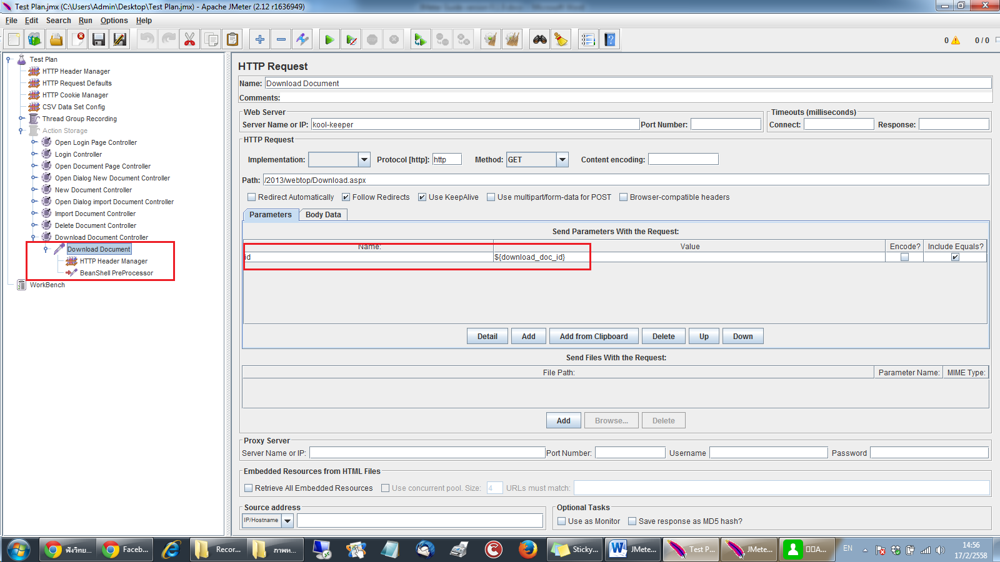 Test Plan.jmx (C:\Users\Admin\Desktop\Test Plan.jmx) - Apache JMeter (2.12 r1636949)
File Edit Search Run Options Help
0 0 / 0
Test Plan
HTTP Header Manager
HTTP Request Defaults
HTTP Cookie Manager
CSV Data Set Config
Thread Group Recording
Action Storage
Open Login Page Controller
Login Controller
Open Document Page Controller
Open Dialog New Document Controller
New Document Controller
Open Dialog import Document Controller
Import Document Controller
Delete Document Controller
Download Document Controller
Download Document
HTTP Header Manager
BeanShell PreProcessor
WorkBench
HTTP Request
Name: Download Document
Comments:
Web Server
Server Name or IP: kool-keeper Port Number:
Timeouts (milliseconds)
Connect: Response:
HTTP Request
Implementation: Protocol [http]: http Method: GET Content encoding:
Path: /2013/webtop/Download.aspx
Redirect Automatically Follow Redirects Use KeepAlive Use multipart/form-data for POST Browser-compatible headers
Parameters Body Data
Send Parameters With the Request:
Name: Value Encode? Include Equals?
id ${download_doc_id}
Detail Add Add from Clipboard Delete Up Down
Send Files With the Request:
File Path: Parameter Name: MIME Type:
Add Browse... Delete
Proxy Server
Server Name or IP: Port Number: Username Password
Embedded Resources from HTML Files
Retrieve All Embedded Resources Use concurrent pool. Size: 4 URLs must match:
Source address
IP/Hostname
Optional Tasks
Use as Monitor Save response as MD5 hash?
ฟังวิทย... Faceb... Recor... ภาพห... Sticky... JMete... Test P... JMete... A... EN 14:56
17/2/2558